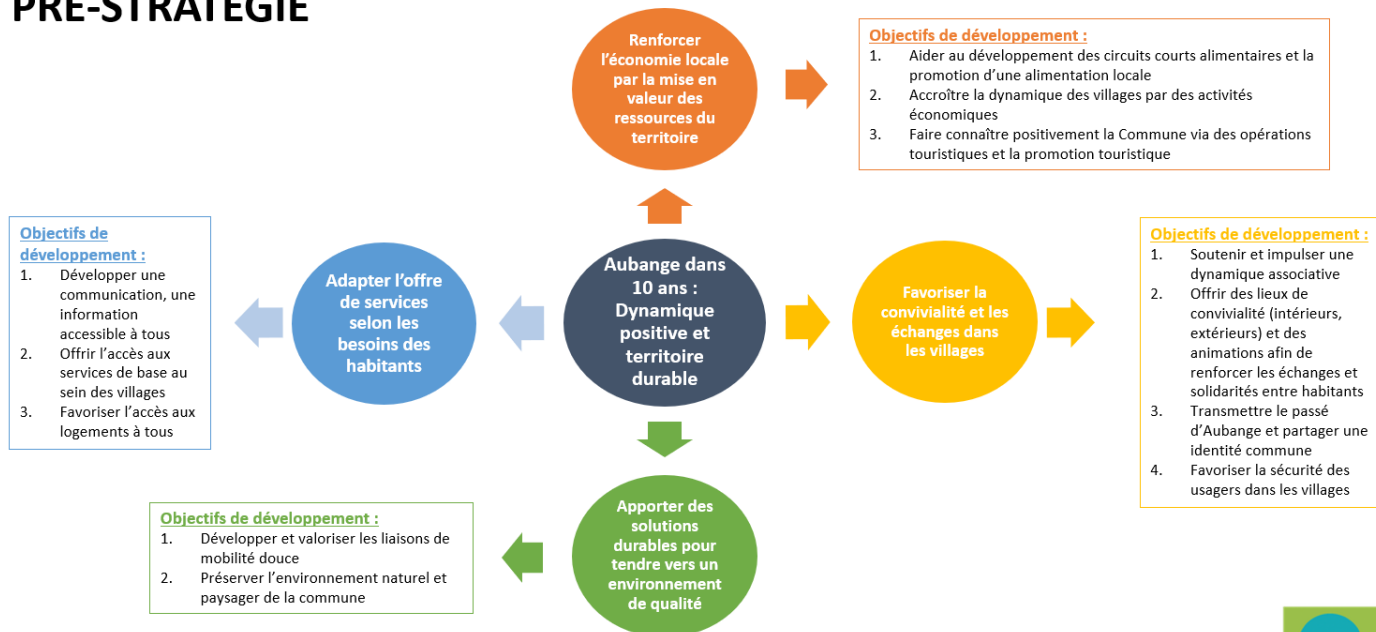 PRÉ-STRATÉGIE
Renforcer
l'économie locale
par la mise en
valeur des
ressources du
territoire
Objectifs de développement :
1. Aider au développement des circuits courts alimentaires et la
promotion d'une alimentation locale
2. Accroître la dynamique des villages par des activités
économiques
3. Faire connaître positivement la Commune via des opérations
touristiques et la promotion touristique
Objectifs de
développement :
1. Développer une
communication, une
information
accessible à tous
2. Offrir l'accès aux
services de base au
sein des villages
3. Favoriser l'accès aux
logements à tous
Adapter l'offre
de services
selon les
besoins des
habitants
Aubange dans
10 ans :
Dynamique
positive et
territoire
durable
Favoriser la
convivialité et les
échanges dans
les villages
Objectifs de développement :
1. Soutenir et impulser une
dynamique associative
2. Offrir des lieux de
convivialité (intérieurs,
extérieurs) et des
animations afin de
renforcer les échanges et
solidarités entre habitants
3. Transmettre le passé
d'Aubange et partager une
identité commune
4. Favoriser la sécurité des
usagers dans les villages
Objectifs de développement :
1. Développer et valoriser les liaisons de
mobilité douce
2. Préserver l'environnement naturel et
paysager de la commune
Apporter des
solutions
durables pour
tendre vers un
environnement
de qualité